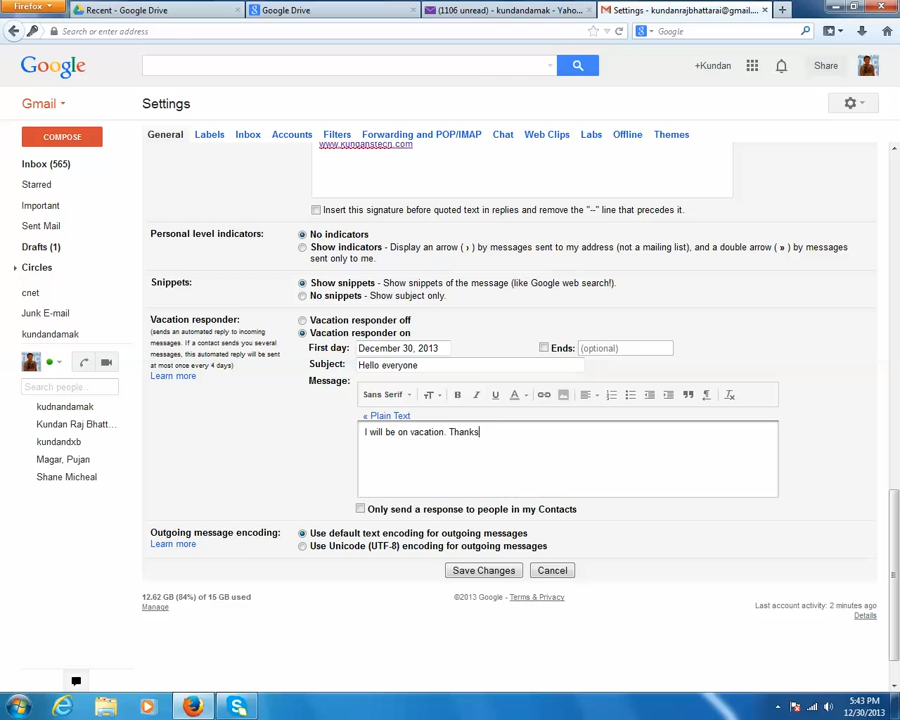 Firefox
Recent - Google Drive
Google Drive
(1106 unread) - kundandamak - Yahoo...
Settings - kundanrajbhattarai@gmail....
Search or enter address
Google
Google
+Kundan
Share
Gmail
Settings
COMPOSE
General Labels Inbox Accounts Filters Forwarding and POP/IMAP Chat Web Clips Labs Offline Themes
www.kundanstech.com
Inbox (565)
Starred
Important
Sent Mail
Drafts (1)
Circles
cnet
Junk E-mail
kundandamak
Search people...
kudnandamak
Kundan Raj Bhatt...
kundandxb
Magar, Pujan
Shane Micheal
Insert this signature before quoted text in replies and remove the "--" line that precedes it.
Personal level indicators:
No indicators
Show indicators - Display an arrow ( › ) by messages sent to my address (not a mailing list), and a double arrow ( » ) by messages
sent only to me.
Snippets:
Show snippets - Show snippets of the message (like Google web search!).
No snippets - Show subject only.
Vacation responder:
(sends an automated reply to incoming
messages. If a contact sends you several
messages, this automated reply will be sent
at most once every 4 days)
Learn more
Vacation responder off
Vacation responder on
First day: December 30, 2013 Ends: (optional)
Subject: Hello everyone
Message:
Sans Serif
« Plain Text
I will be on vacation. Thanks
Only send a response to people in my Contacts
Outgoing message encoding:
Learn more
Use default text encoding for outgoing messages
Use Unicode (UTF-8) encoding for outgoing messages
Save Changes Cancel
12.62 GB (84%) of 15 GB used
Manage
©2013 Google - Terms & Privacy
Last account activity: 2 minutes ago
Details
5:43 PM
12/30/2013